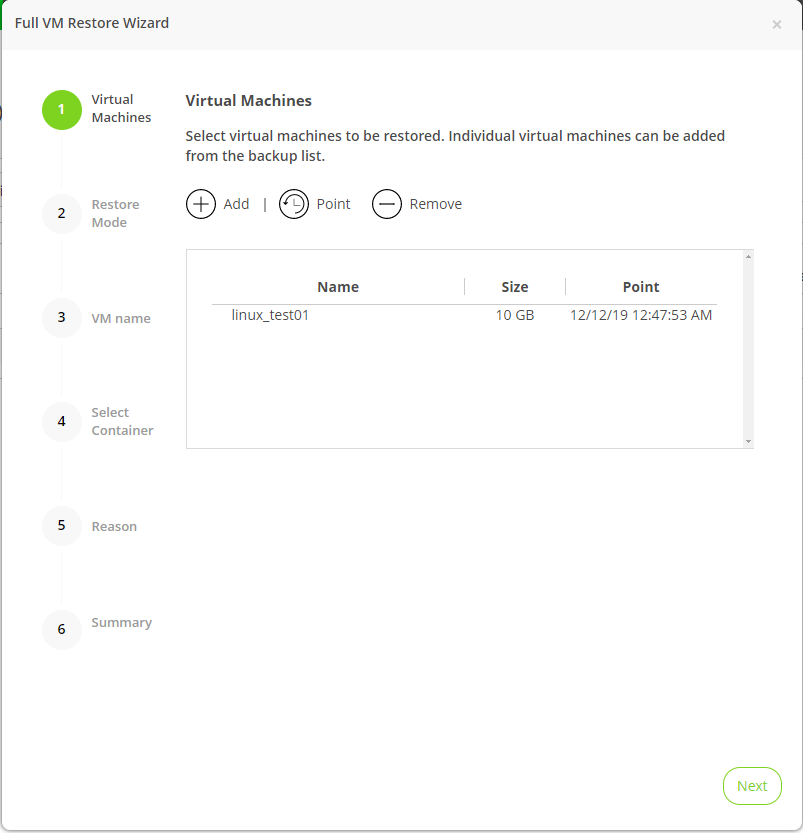 Full VM Restore Wizard
×
1
Virtual
Machines
2
Restore
Mode
3
VM name
4
Select
Container
5
Reason
6
Summary
Virtual Machines
Select virtual machines to be restored. Individual virtual machines can be added
from the backup list.
Add | Point Remove
Name Size Point
linux_test01 10 GB 12/12/19 12:47:53 AM
Next